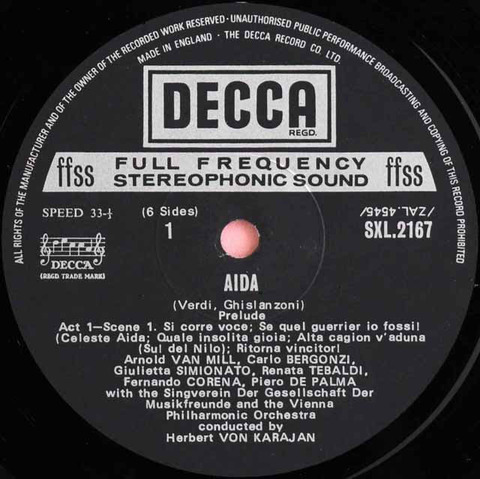 ALL RIGHTS OF THE MANUFACTURER AND OF THE OWNER OF THE RECORDED WORK RESERVED · UNAUTHORISED PUBLIC PERFORMANCE BROADCASTING AND COPYING OF THIS RECORD PROHIBITED
MADE IN ENGLAND · THE DECCA RECORD CO. LTD.
DECCA
REGD.
ffss FULL FREQUENCY STEREOPHONIC SOUND ffss
SPEED 33-⅓ (6 Sides) /ZAL.4545/
1 SXL.2167
DECCA
(REGD TRADE MARK)
AIDA
(Verdi, Ghislanzoni)
Prelude
Act 1—Scene 1. Si corre voce; Se quel guerrier io fossi!
(Celeste Aida; Quale insolita gioia; Alta cagion v'aduna
(Su! del Nilo); Ritorna vincitor!
Arnold VAN MILL, Carlo BERGONZI,
Giulietta SIMIONATO, Renata TEBALDI,
Fernando CORENA, Piero DE PALMA
with the Singverein Der Gesellschaft Der
Musikfreunde and the Vienna
Philharmonic Orchestra
conducted by
Herbert VON KARAJAN